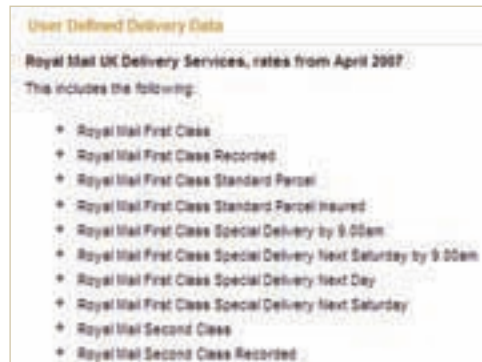 User Defined Delivery Data
Royal Mail UK Delivery Services, rates from April 2007
This includes the following:
Royal Mail First Class
Royal Mail First Class Recorded
Royal Mail First Class Standard Parcel
Royal Mail First Class Standard Parcel Insured
Royal Mail First Class Special Delivery by 9.00am
Royal Mail First Class Special Delivery Next Saturday by 9.00am
Royal Mail First Class Special Delivery Next Day
Royal Mail First Class Special Delivery Next Saturday
Royal Mail Second Class
Royal Mail Second Class Recorded